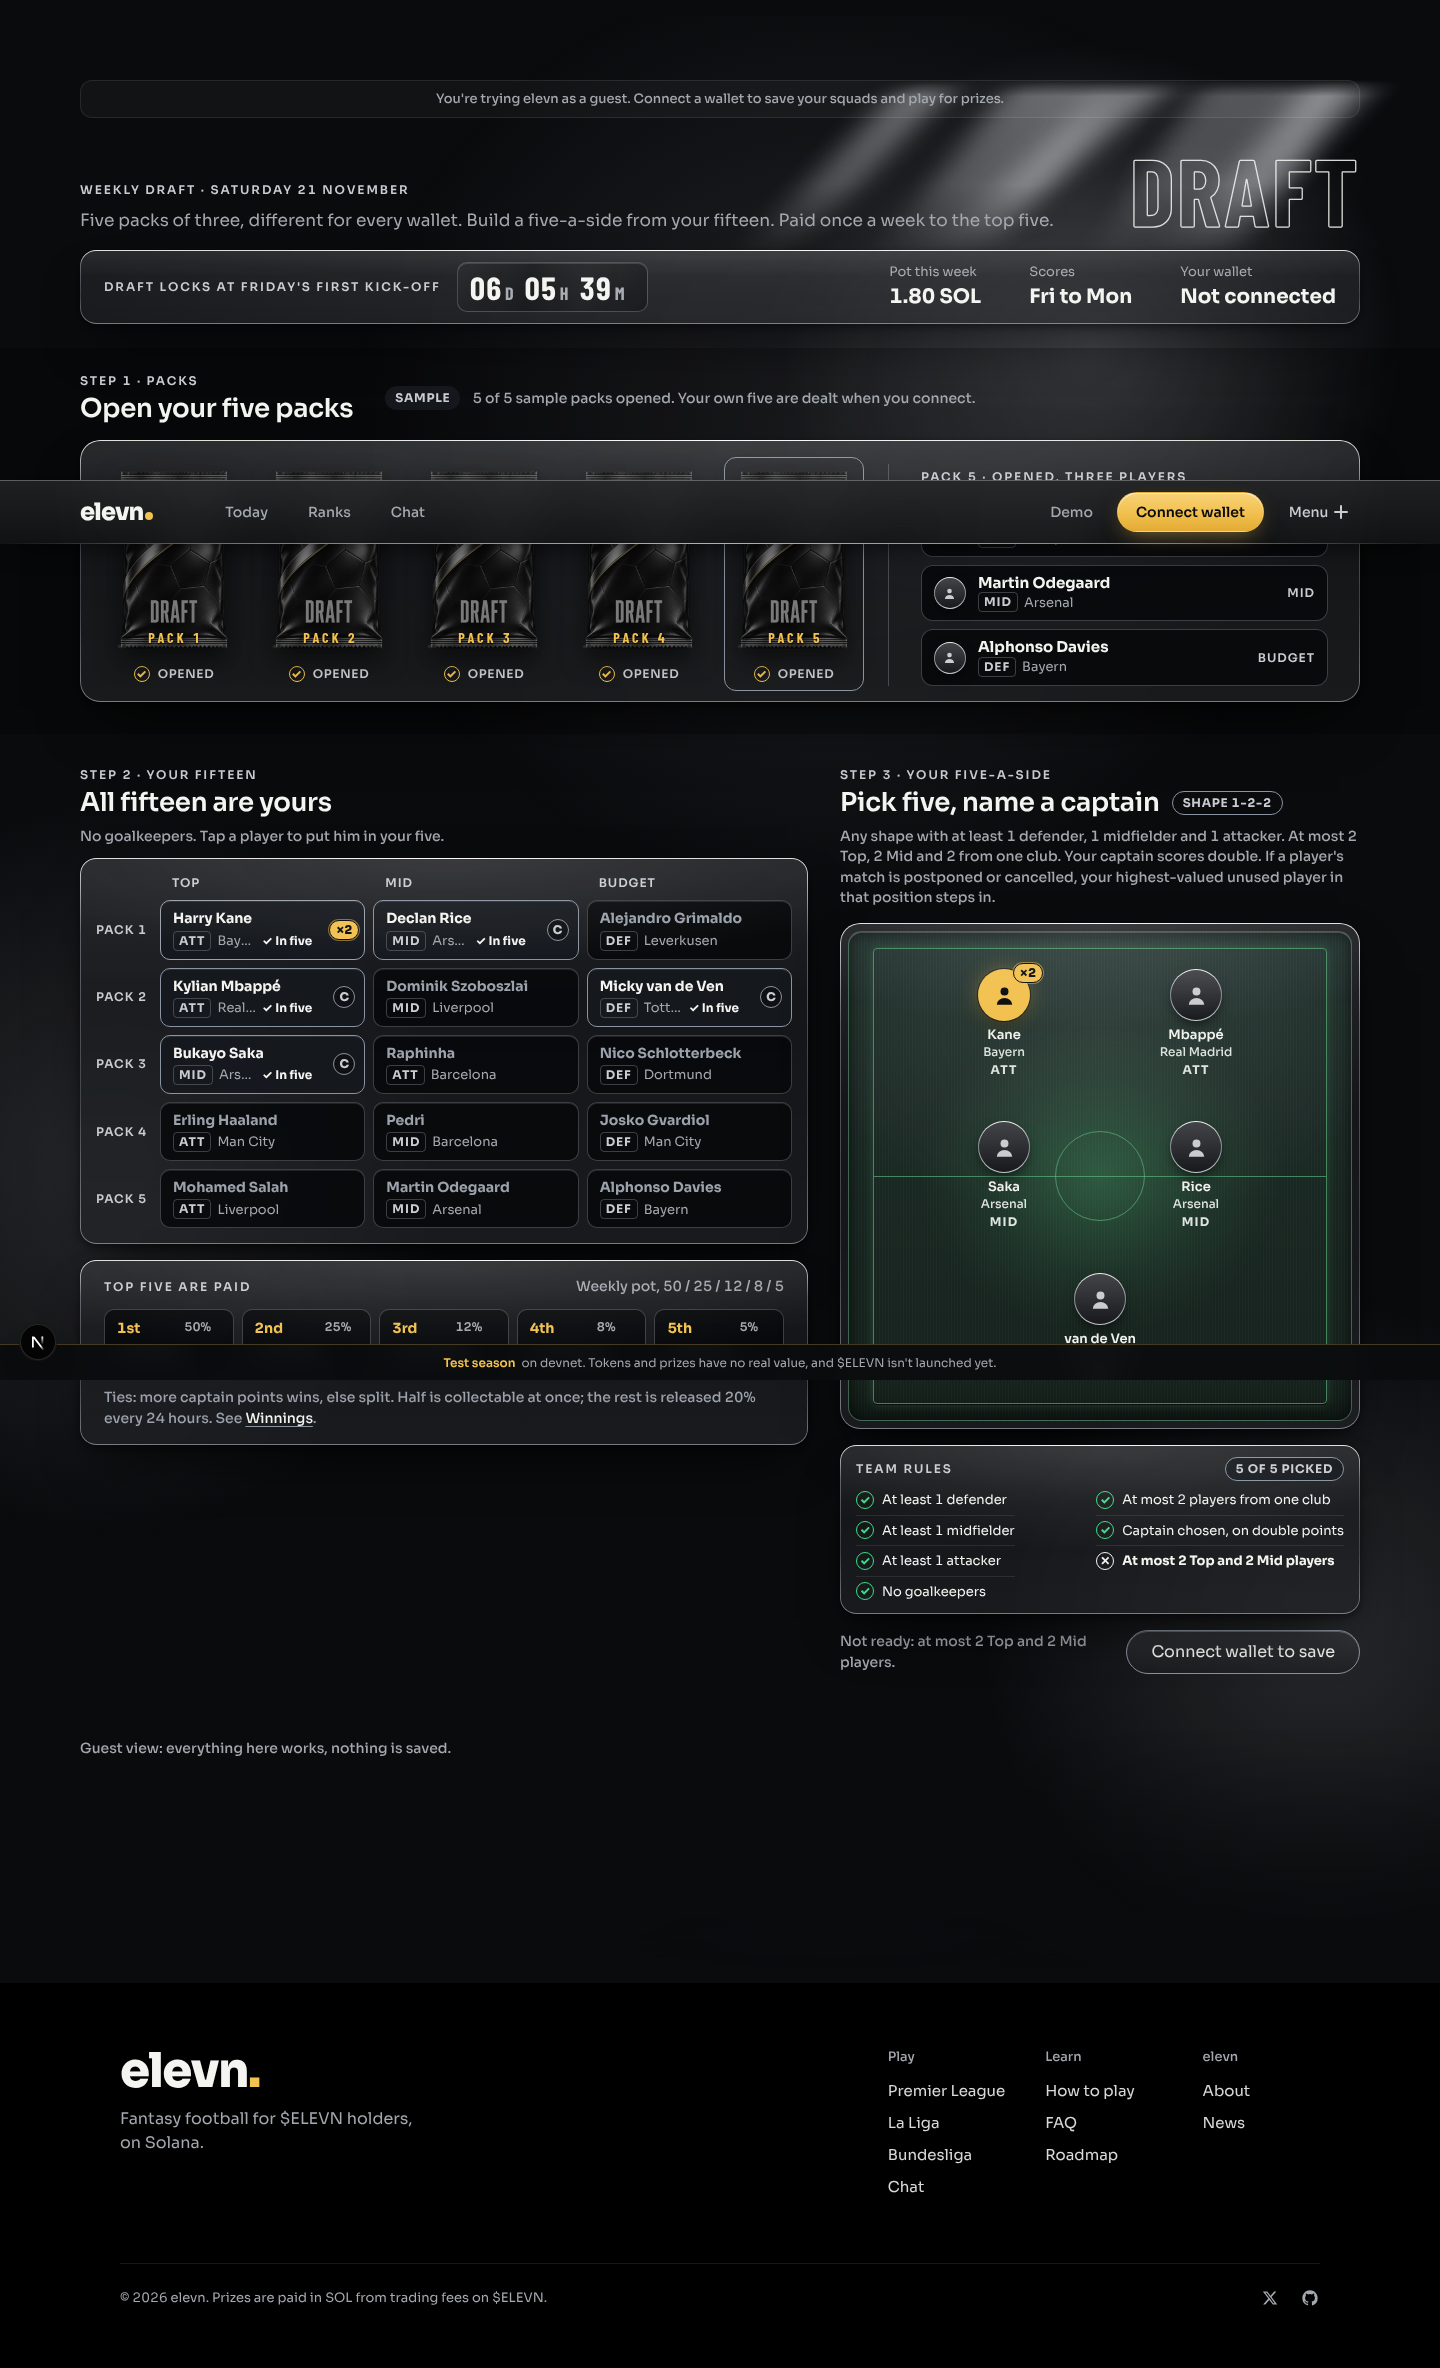 You're trying elevn as a guest. Connect a wallet to save your squads and play for prizes.
WEEKLY DRAFT · SATURDAY 21 NOVEMBER
Five packs of three, different for every wallet. Build a five-a-side from your fifteen. Paid once a week to the top five.
DRAFT
DRAFT LOCKS AT FRIDAY'S FIRST KICK-OFF
06D 05H 39M
Pot this week
1.80 SOL
Scores
Fri to Mon
Your wallet
Not connected
STEP 1 · PACKS
Open your five packs
SAMPLE
5 of 5 sample packs opened. Your own five are dealt when you connect.
PACK 5 · OPENED, THREE PLAYERS
elevn.
Today
Ranks
Chat
Demo
Connect wallet
Menu
DRAFT
PACK 1
OPENED
DRAFT
PACK 2
OPENED
DRAFT
PACK 3
OPENED
DRAFT
PACK 4
OPENED
DRAFT
PACK 5
OPENED
Martin Odegaard
MID Arsenal
MID
Alphonso Davies
DEF Bayern
BUDGET
STEP 2 · YOUR FIFTEEN
All fifteen are yours
No goalkeepers. Tap a player to put him in your five.
TOP
MID
BUDGET
PACK 1
Harry Kane
ATT Bay... ✓ In five
×2
Declan Rice
MID Ars... ✓ In five
C
Alejandro Grimaldo
DEF Leverkusen
PACK 2
Kylian Mbappé
ATT Real... ✓ In five
C
Dominik Szoboszlai
MID Liverpool
Micky van de Ven
DEF Tott... ✓ In five
C
PACK 3
Bukayo Saka
MID Ars... ✓ In five
C
Raphinha
ATT Barcelona
Nico Schlotterbeck
DEF Dortmund
PACK 4
Erling Haaland
ATT Man City
Pedri
MID Barcelona
Josko Gvardiol
DEF Man City
PACK 5
Mohamed Salah
ATT Liverpool
Martin Odegaard
MID Arsenal
Alphonso Davies
DEF Bayern
TOP FIVE ARE PAID
Weekly pot, 50 / 25 / 12 / 8 / 5
1st 50%
2nd 25%
3rd 12%
4th 8%
5th 5%
N
Test season on devnet. Tokens and prizes have no real value, and $ELEVN isn't launched yet.
Ties: more captain points wins, else split. Half is collectable at once; the rest is released 20%
every 24 hours. See Winnings.
STEP 3 · YOUR FIVE-A-SIDE
Pick five, name a captain
SHAPE 1-2-2
Any shape with at least 1 defender, 1 midfielder and 1 attacker. At most 2
Top, 2 Mid and 2 from one club. Your captain scores double. If a player's
match is postponed or cancelled, your highest-valued unused player in
that position steps in.
×2
Kane
Bayern
ATT
Mbappé
Real Madrid
ATT
Saka
Arsenal
MID
Rice
Arsenal
MID
van de Ven
TEAM RULES
5 OF 5 PICKED
At least 1 defender
At least 1 midfielder
At least 1 attacker
No goalkeepers
At most 2 players from one club
Captain chosen, on double points
At most 2 Top and 2 Mid players
Not ready: at most 2 Top and 2 Mid
players.
Connect wallet to save
Guest view: everything here works, nothing is saved.
elevn.
Fantasy football for $ELEVN holders,
on Solana.
Play
Premier League
La Liga
Bundesliga
Chat
Learn
How to play
FAQ
Roadmap
elevn
About
News
© 2026 elevn. Prizes are paid in SOL from trading fees on $ELEVN.